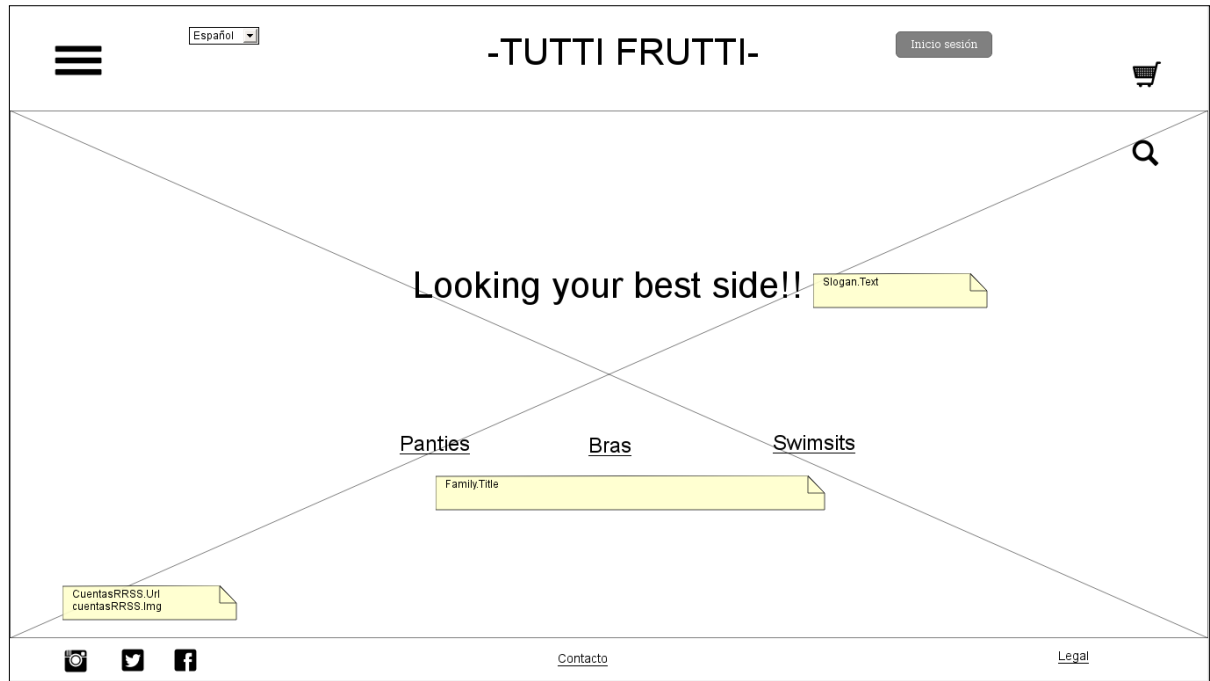 Español
-TUTTI FRUTTI-
Inicio sesión
Looking your best side!!
Slogan.Text
Panties
Bras
Swimsits
Family.Title
CuentasRRSS.Url
cuentasRRSS.Img
Contacto
Legal